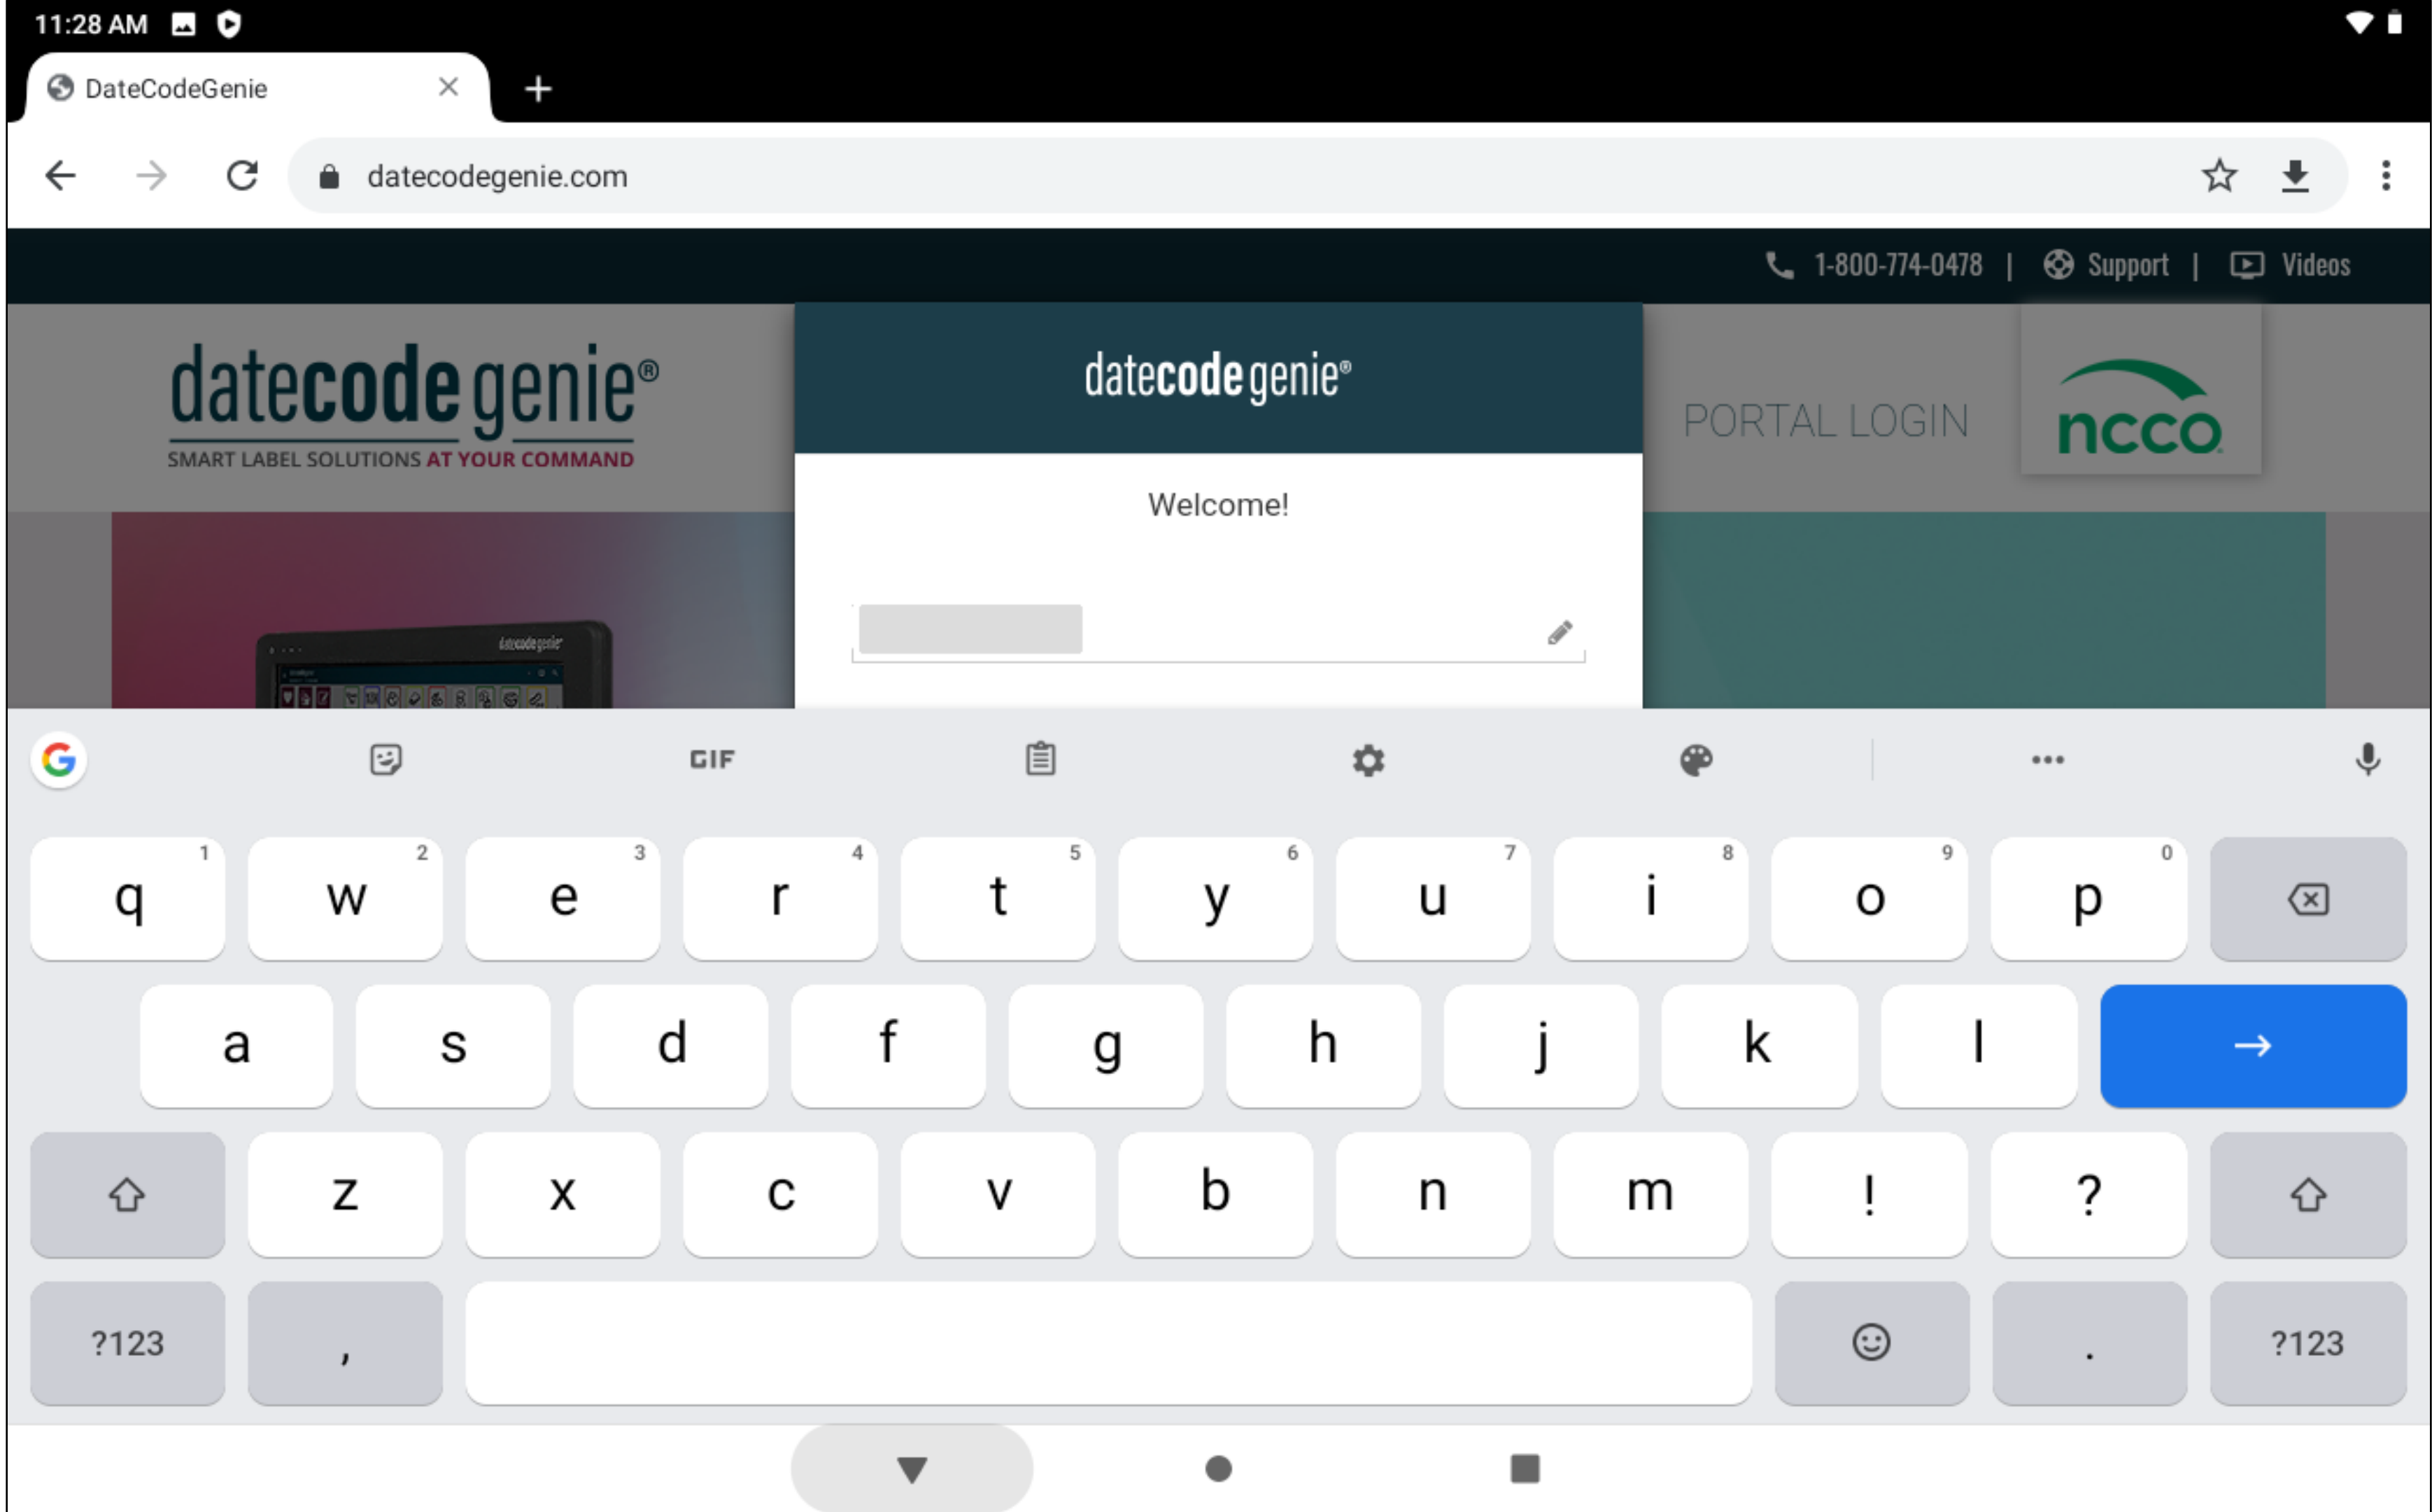 11:28 AM
DateCodeGenie
datecodegenie.com
1-800-774-0478 | Support | Videos
datecodegenie®
SMART LABEL SOLUTIONS AT YOUR COMMAND
datecodegenie®
PORTAL LOGIN
ncco
Welcome!
datecodegenie
G GIF
q 1 w 2 e 3 r 4 t 5 y 6 u 7 i 8 o 9 p 0
a s d f g h j k l
z x c v b n m ! ?
?123 , . ?123